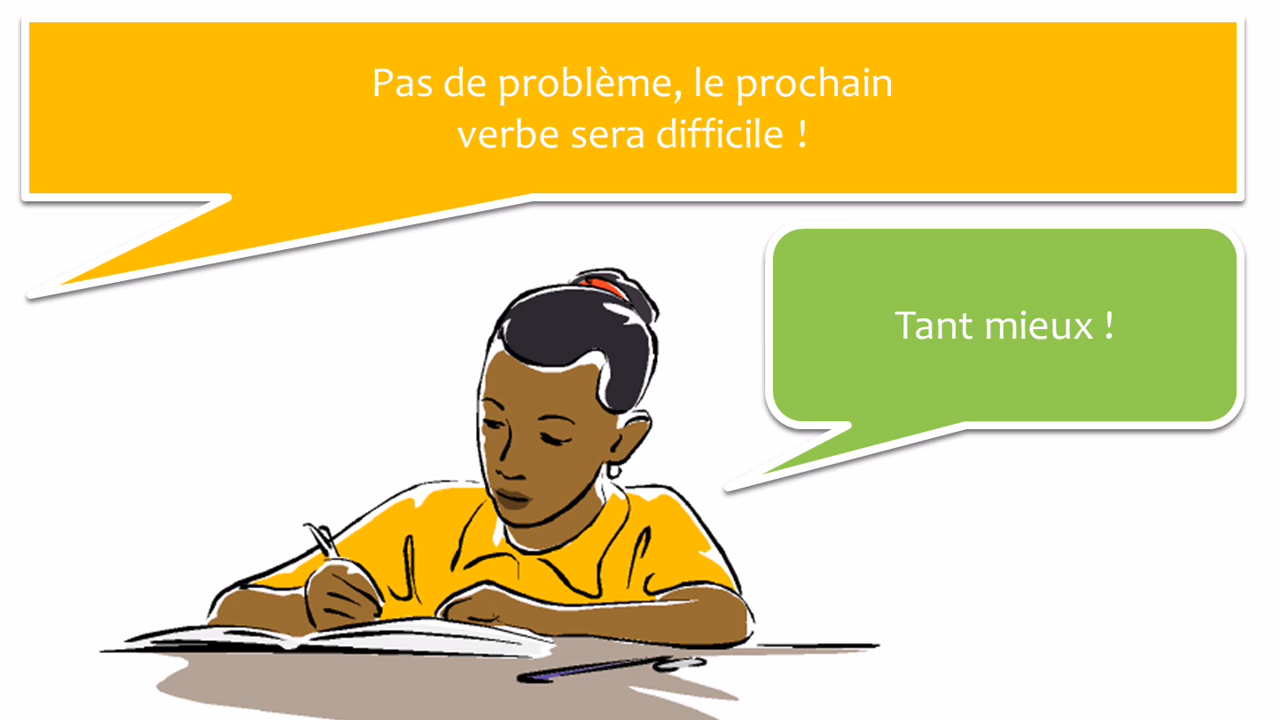 Pas de problème, le prochain
verbe sera difficile !
Tant mieux !